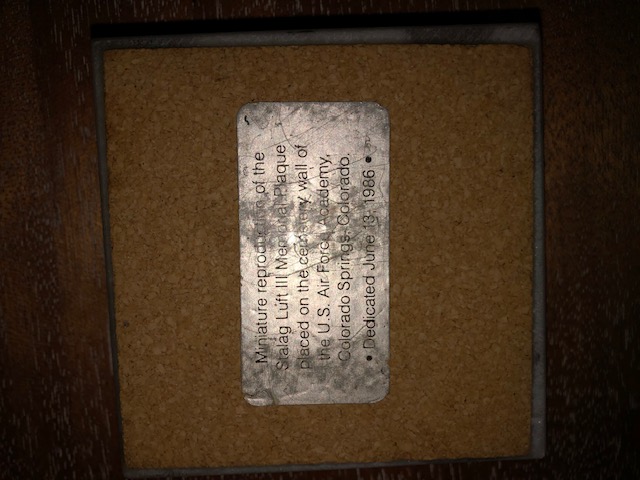 Miniature reproduction of the
Stalag Luft III Memorial Plaque
placed on the cemetery wall of
the U.S. Air Force Academy,
Colorado Springs, Colorado.
• Dedicated June 13, 1986 •